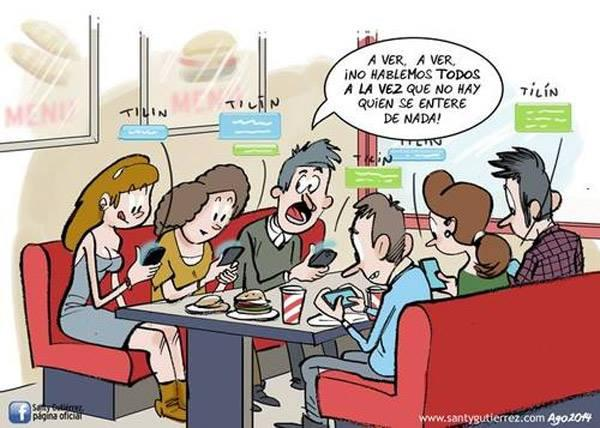 A VER, A VER,
¡NO HABLEMOS TODOS
A LA VEZ QUE NO HAY
QUIEN SE ENTERE
DE NADA!
TILIN
TILÍN
TILÍN
TILÍN
TILÍN
MENU
MENU
Santy Gutiérrez,
página oficial
www.santygutierrez.com Ago2014